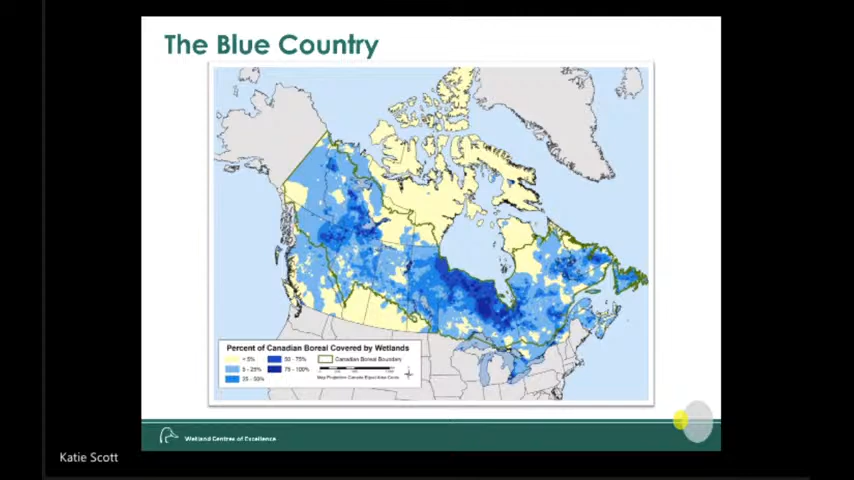 The Blue Country
Percent of Canadian Boreal Covered by Wetlands
< 5%
5 - 25%
25 - 50%
50 - 75%
75 - 100%
Canadian Boreal Boundary
Wetland Centres of Excellence
Katie Scott